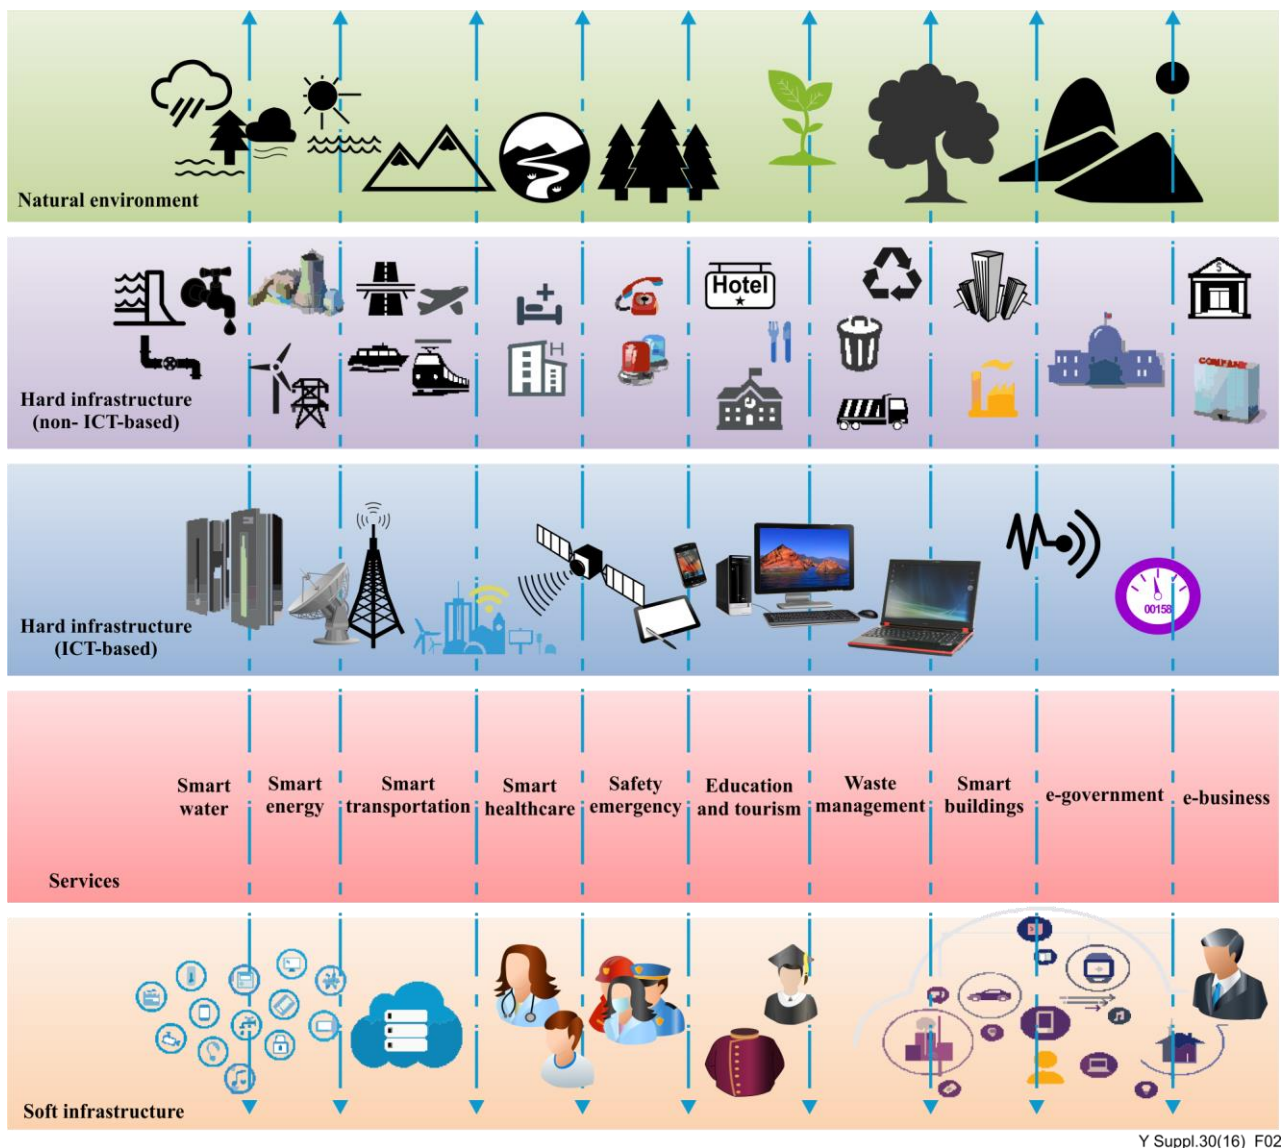 Natural environment
Hotel
$
H
COMPANY
Hard infrastructure
(non- ICT-based)
00158
Hard infrastructure
(ICT-based)
Smart
water
Smart
energy
Smart
transportation
Smart
healthcare
Safety
emergency
Education
and tourism
Waste
management
Smart
buildings
e-government
e-business
Services
Soft infrastructure
Y Suppl.30(16)_F02